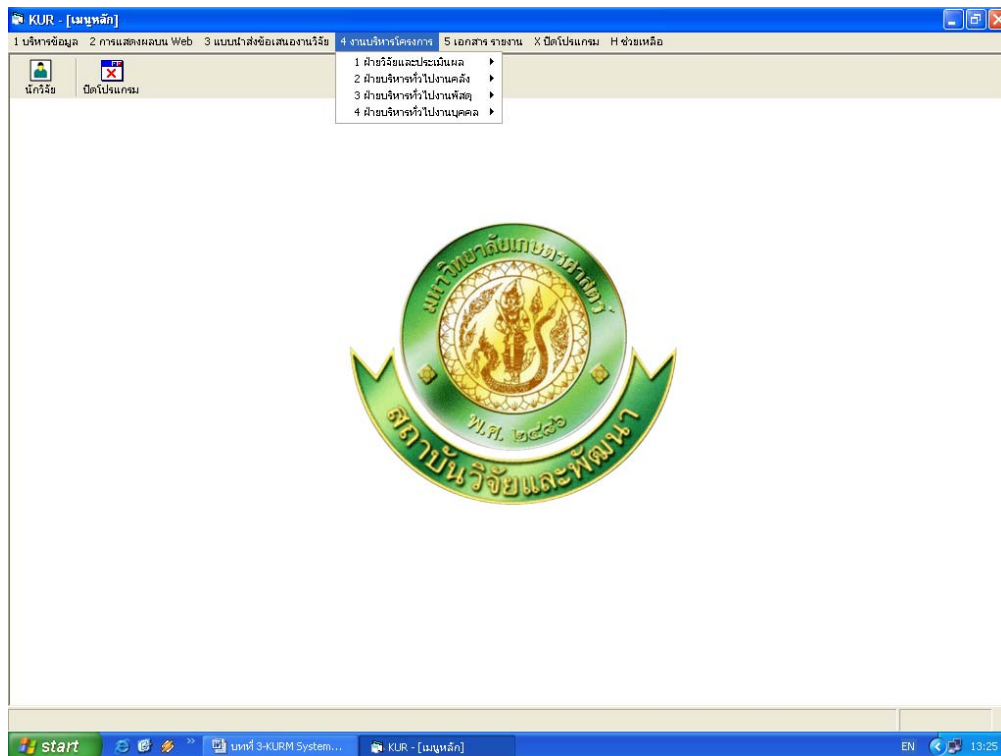 KUR - [เมนูหลัก]
1 บริหารข้อมูล 2 การแสดงผลบน Web 3 แบบนำส่งข้อเสนองานวิจัย 4 งานบริหารโครงการ 5 เอกสาร รายงาน X ปิดโปรแกรม H ช่วยเหลือ
นักวิจัย ปิดโปรแกรม
1 ฝ่ายวิจัยและประเมินผล
2 ฝ่ายบริหารทั่วไปงานคลัง
3 ฝ่ายบริหารทั่วไปงานพัสดุ
4 ฝ่ายบริหารทั่วไปงานบุคคล
มหาวิทยาลัยเกษตรศาสตร์
พ.ศ. ๒๔๘๖
สถาบันวิจัยและพัฒนา
start บทที่ 3-KURM System... KUR - [เมนูหลัก] EN 13:25